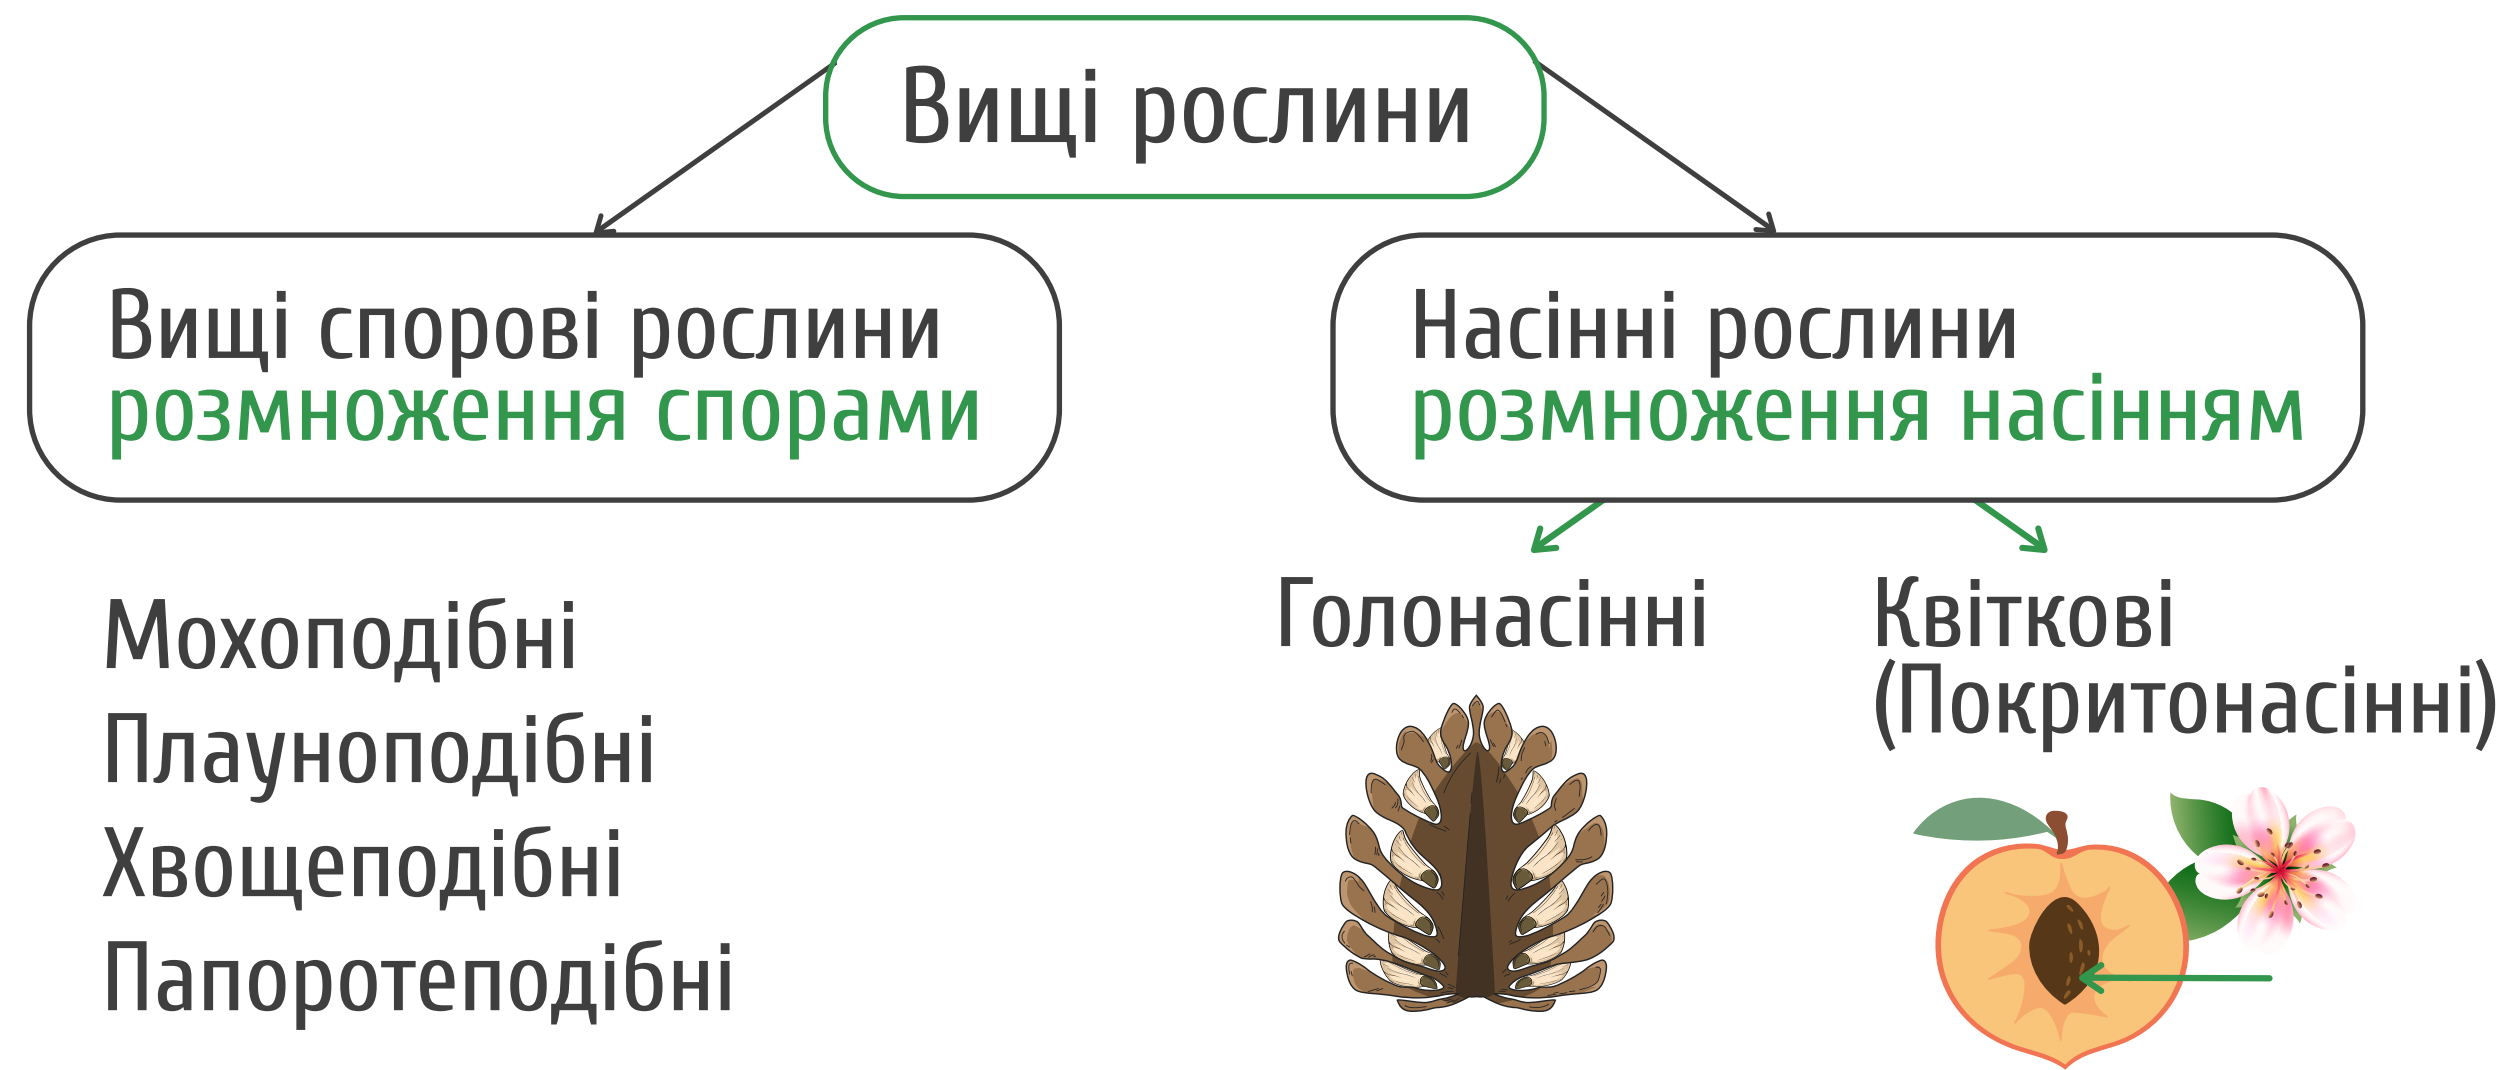 Вищі рослини
Вищі спорові рослини
розмноження спорами
Насінні рослини
розмноження насінням
Мохоподібні
Плауноподібні
Хвощеподібні
Папоротеподібні
Голонасінні
Квіткові
(Покритонасінні)